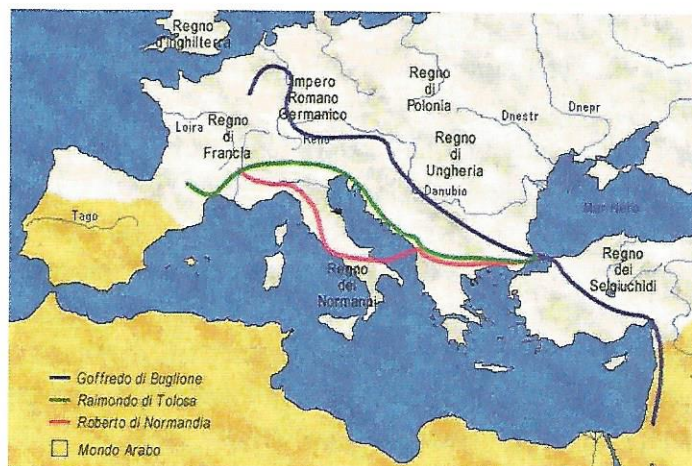 Regno
d'Inghilterra
Impero
Romano
Germanico
Regno
di
Polonia
Dnepr
Dnestr
Loira
Regno
di
Francia
Reno
Regno
di
Ungheria
Danubio
Mar Nero
Tago
Regno
dei
Normanni
Regno
dei
Selgiuchidi
Goffredo di Buglione
Raimondo di Tolosa
Roberto di Normandia
Mondo Arabo